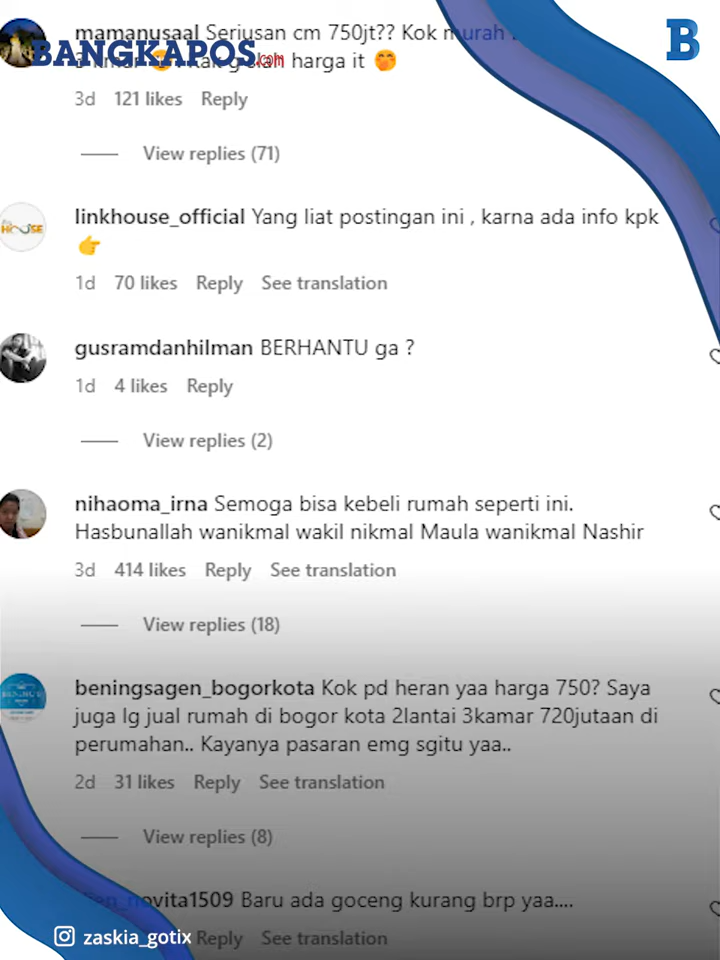 mamanusaal Seriusan cm 750jt?? Kok murah
BANGKAPOS.com
harga it 🤭
B
3d 121 likes Reply
View replies (71)
linkhouse_official Yang liat postingan ini , karna ada info kpk
👉
1d 70 likes Reply See translation
HOUSE
gusramdanhilman BERHANTU ga ?
1d 4 likes Reply
View replies (2)
nihaoma_irna Semoga bisa kebeli rumah seperti ini.
Hasbunallah wanikmal wakil nikmal Maula wanikmal Nashir
3d 414 likes Reply See translation
View replies (18)
beningsagen_bogorkota Kok pd heran yaa harga 750? Saya
juga lg jual rumah di bogor kota 2lantai 3kamar 720jutaan di
perumahan.. Kayanya pasaran emg sgitu yaa..
2d 31 likes Reply See translation
View replies (8)
novita1509 Baru ada goceng kurang brp yaa....
zaskia_gotix Reply See translation